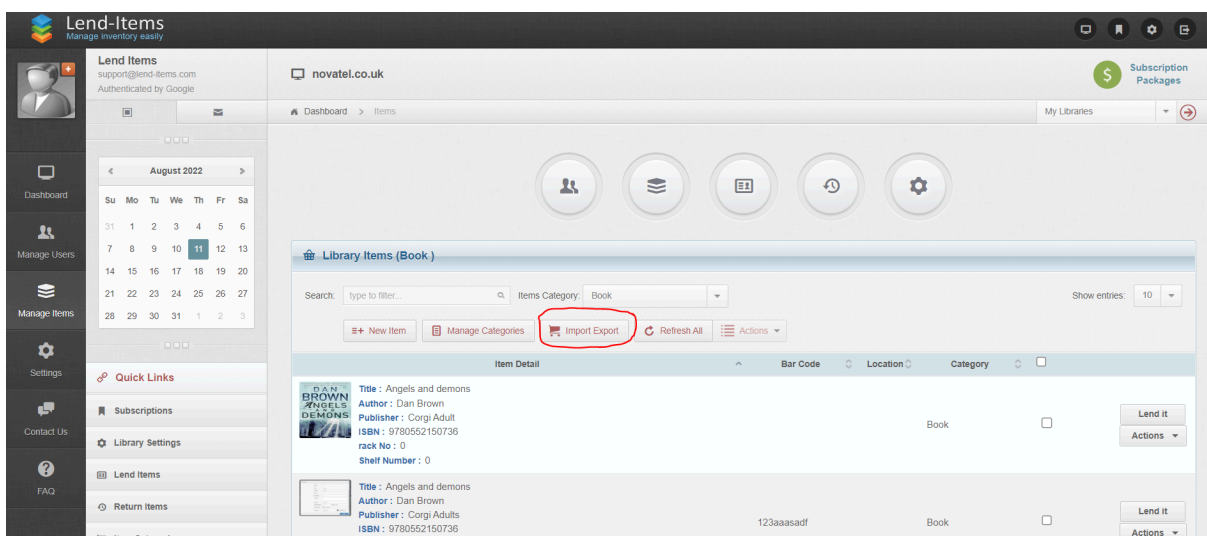 Lend-Items
Manage inventory easily
Lend Items
support@lend-items.com
Authenticated by Google
novatel.co.uk
$
Subscription
Packages
Dashboard > Items
My Libraries
Dashboard
Manage Users
Manage Items
Settings
Contact Us
FAQ
< August 2022 >
Su Mo Tu We Th Fr Sa
31 1 2 3 4 5 6
7 8 9 10 11 12 13
14 15 16 17 18 19 20
21 22 23 24 25 26 27
28 29 30 31 1 2 3
Quick Links
Subscriptions
Library Settings
Lend Items
Return Items
Library Items (Book )
Search: type to filter... Items Category: Book Show entries: 10
New Item Manage Categories Import Export Refresh All Actions
Item Detail Bar Code Location Category
DAN
BROWN
ANGELS
AND
DEMONS
Title : Angels and demons
Author : Dan Brown
Publisher : Corgi Adult
ISBN : 9780552150736
rack No : 0
Shelf Number : 0
Book
Lend it
Actions
Title : Angels and demons
Author : Dan Brown
Publisher : Corgi Adults
ISBN : 9780552150736
123aaasadf
Book
Lend it
Actions